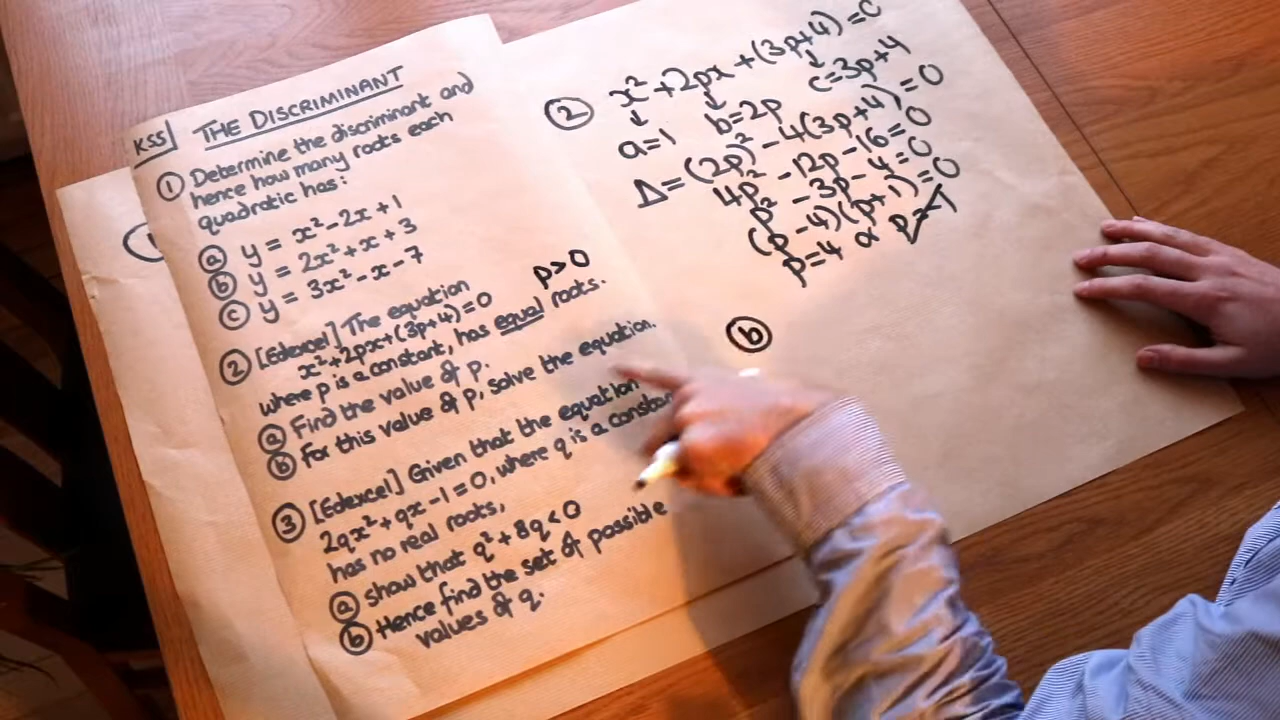 KSS
THE DISCRIMINANT
① Determine the discriminant and
hence how many roots each
quadratic has:
ⓐ y = x² - 2x + 1
ⓑ y = 2x² + x + 3
ⓒ y = 3x² - x - 7
② [Edexcel] The equation
x² + 2px + (3p+4) = 0
p > 0
where p is a constant, has equal roots.
ⓐ Find the value of p.
ⓑ For this value of p, solve the equation.
③ [Edexcel] Given that the equation
2qx² + qx - 1 = 0, where q is a constan
has no real roots,
ⓐ show that q² + 8q < 0
ⓑ Hence find the set of possible
values of q.
② x² + 2px + (3p+4) = 0
a=1 b=2p c=3p+4
Δ = (2p)² - 4(3p+4) = 0
4p² - 12p - 16 = 0
p² - 3p - 4 = 0
(p - 4)(p+1) = 0
p=4 or
ⓑ